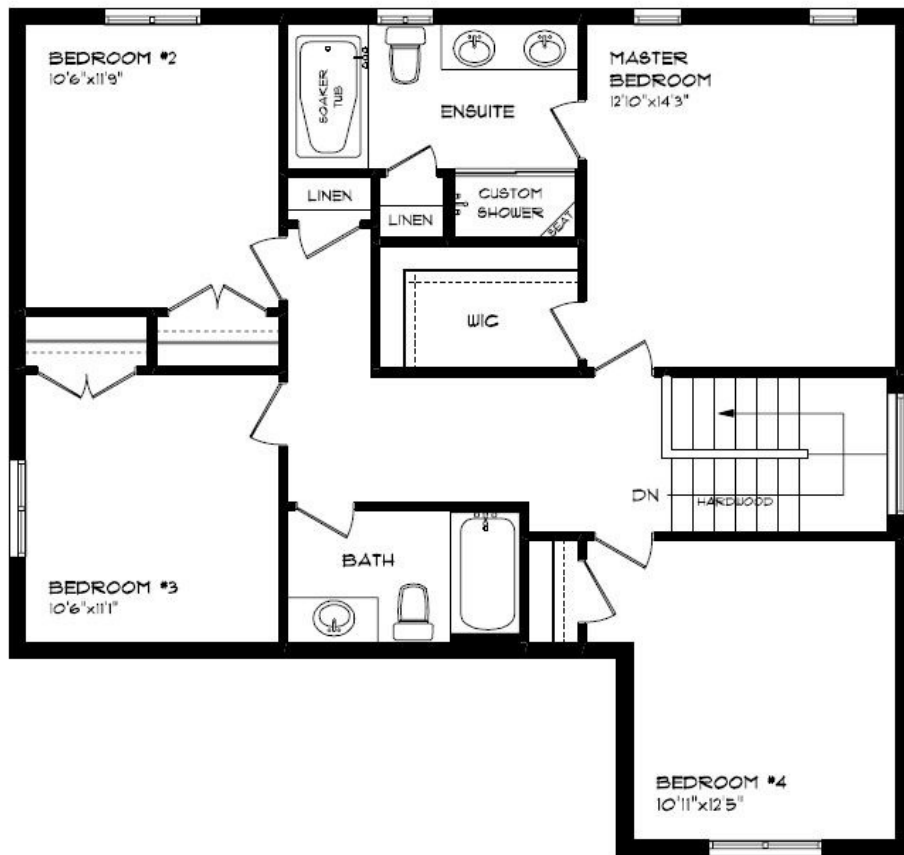 BEDROOM #2
10'6"x11'9"
SOAKER
TUB
ENSUITE
MASTER
BEDROOM
12'10"x14'3"
LINEN
LINEN
CUSTOM
SHOWER
SEAT
WIC
DN
HARDWOOD
BATH
BEDROOM #3
10'6"x11'1"
BEDROOM #4
10'11"x12'5"